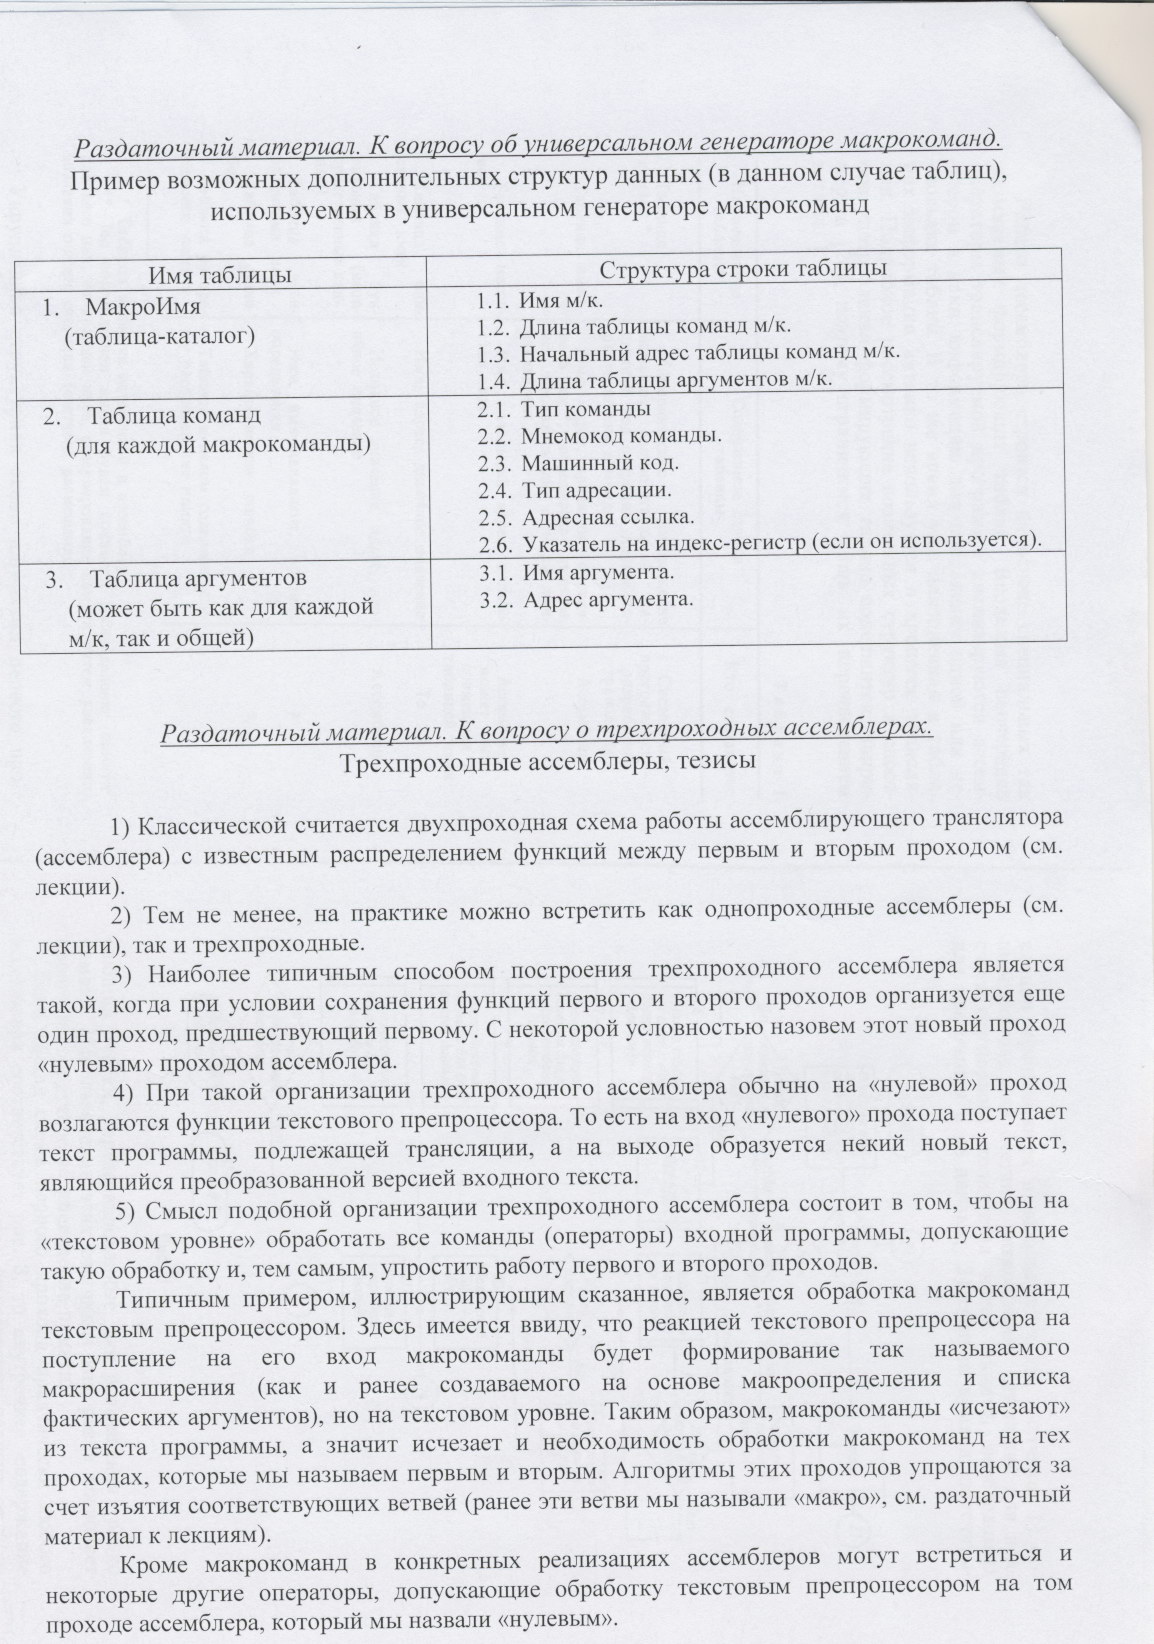 Раздаточный материал. К вопросу об универсальном генераторе макрокоманд.
Пример возможных дополнительных структур данных (в данном случае таблиц),
используемых в универсальном генераторе макрокоманд
Имя таблицы
Структура строки таблицы
1. МакроИмя
(таблица-каталог)
1.1. Имя м/к.
1.2. Длина таблицы команд м/к.
1.3. Начальный адрес таблицы команд м/к.
1.4. Длина таблицы аргументов м/к.
2. Таблица команд
(для каждой макрокоманды)
2.1. Тип команды
2.2. Мнемокод команды.
2.3. Машинный код.
2.4. Тип адресации.
2.5. Адресная ссылка.
2.6. Указатель на индекс-регистр (если он используется).
3. Таблица аргументов
(может быть как для каждой
м/к, так и общей)
3.1. Имя аргумента.
3.2. Адрес аргумента.
Раздаточный материал. К вопросу о трехпроходных ассемблерах.
Трехпроходные ассемблеры, тезисы
1) Классической считается двухпроходная схема работы ассемблирующего транслятора
(ассемблера) с известным распределением функций между первым и вторым проходом (см.
лекции).
2) Тем не менее, на практике можно встретить как однопроходные ассемблеры (см.
лекции), так и трехпроходные.
3) Наиболее типичным способом построения трехпроходного ассемблера является
такой, когда при условии сохранения функций первого и второго проходов организуется еще
один проход, предшествующий первому. С некоторой условностью назовем этот новый проход
«нулевым» проходом ассемблера.
4) При такой организации трехпроходного ассемблера обычно на «нулевой» проход
возлагаются функции текстового препроцессора. То есть на вход «нулевого» прохода поступает
текст программы, подлежащей трансляции, а на выходе образуется некий новый текст,
являющийся преобразованной версией входного текста.
5) Смысл подобной организации трехпроходного ассемблера состоит в том, чтобы на
«текстовом уровне» обработать все команды (операторы) входной программы, допускающие
такую обработку и, тем самым, упростить работу первого и второго проходов.
Типичным примером, иллюстрирующим сказанное, является обработка макрокоманд
текстовым препроцессором. Здесь имеется ввиду, что реакцией текстового препроцессора на
поступление на его вход макрокоманды будет формирование так называемого
макрорасширения (как и ранее создаваемого на основе макроопределения и списка
фактических аргументов), но на текстовом уровне. Таким образом, макрокоманды «исчезают»
из текста программы, а значит исчезает и необходимость обработки макрокоманд на тех
проходах, которые мы называем первым и вторым. Алгоритмы этих проходов упрощаются за
счет изъятия соответствующих ветвей (ранее эти ветви мы называли «макро», см. раздаточный
материал к лекциям).
Кроме макрокоманд в конкретных реализациях ассемблеров могут встретиться и
некоторые другие операторы, допускающие обработку текстовым препроцессором на том
проходе ассемблера, который мы назвали «нулевым».